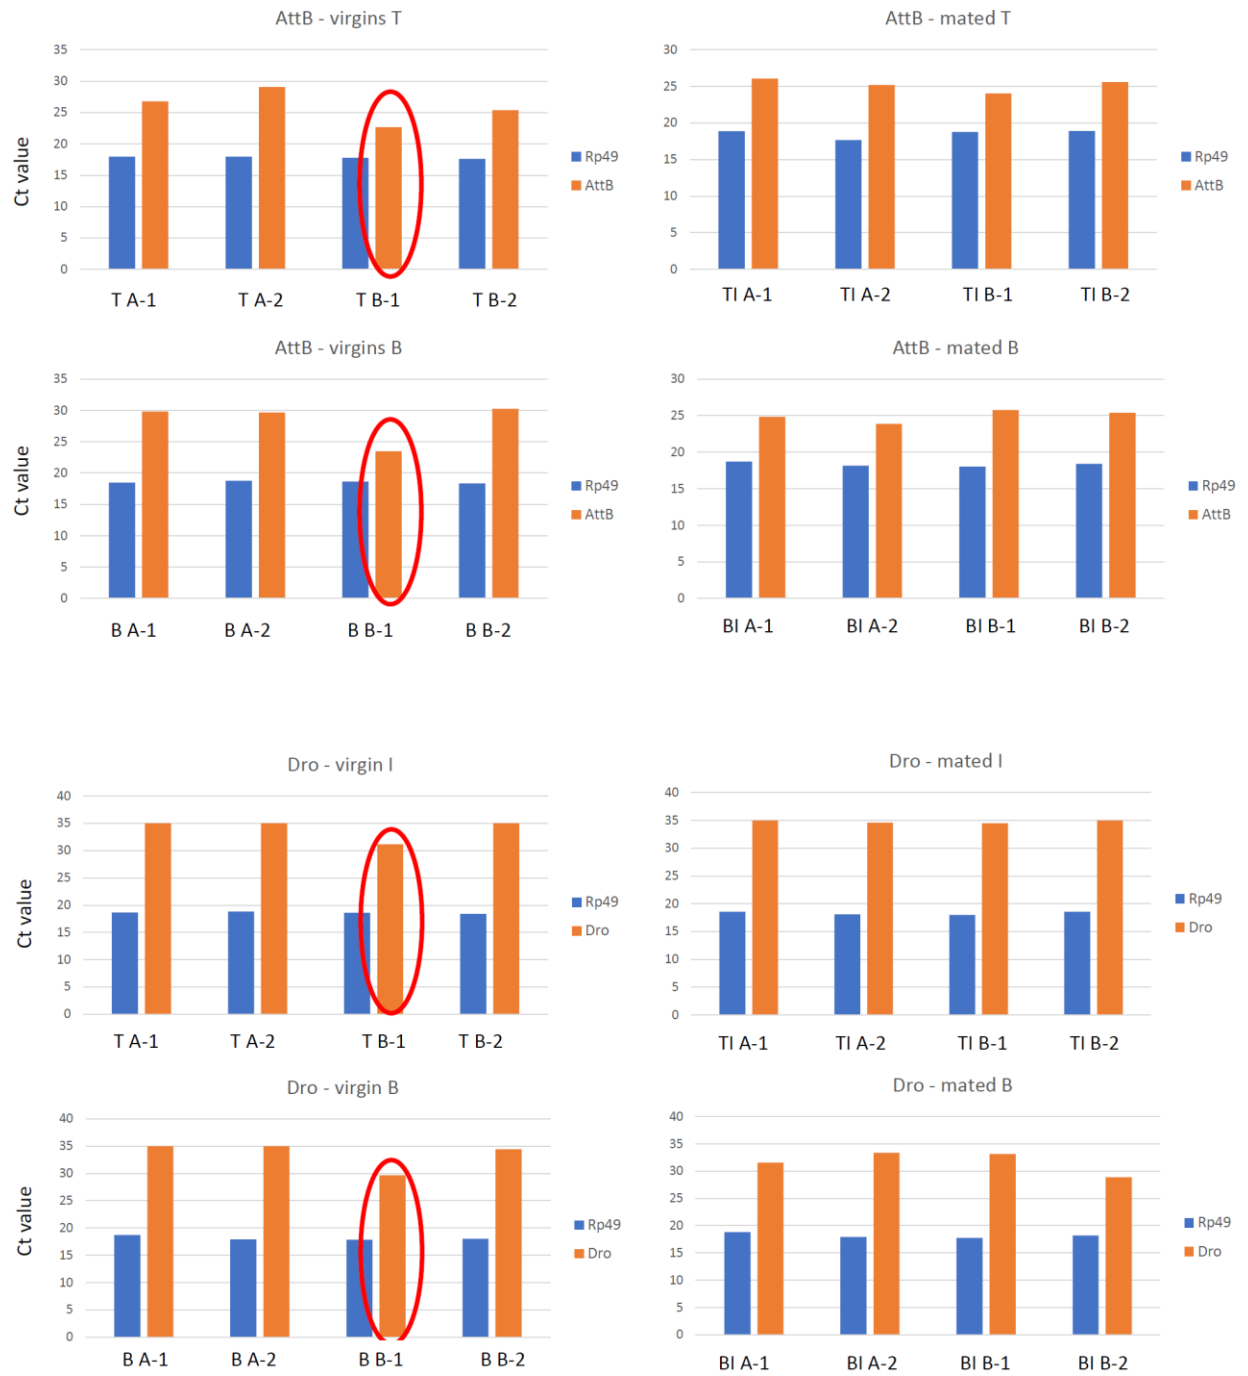 AttB - virgins T
Ct value
35
30
25
20
15
10
5
0
T A-1 T A-2 T B-1 T B-2
Rp49
AttB
AttB - mated T
30
25
20
15
10
5
0
TI A-1 TI A-2 TI B-1 TI B-2
Rp49
AttB
AttB - virgins B
Ct value
35
30
25
20
15
10
5
0
B A-1 B A-2 B B-1 B B-2
Rp49
AttB
AttB - mated B
30
25
20
15
10
5
0
BI A-1 BI A-2 BI B-1 BI B-2
Rp49
AttB
Dro - virgin I
Ct value
40
35
30
25
20
15
10
5
0
T A-1 T A-2 T B-1 T B-2
Rp49
Dro
Dro - mated I
40
35
30
25
20
15
10
5
0
TI A-1 TI A-2 TI B-1 TI B-2
Rp49
Dro
Dro - virgin B
Ct value
40
35
30
25
20
15
10
5
0
B A-1 B A-2 B B-1 B B-2
Rp49
Dro
Dro - mated B
40
35
30
25
20
15
10
5
0
BI A-1 BI A-2 BI B-1 BI B-2
Rp49
Dro